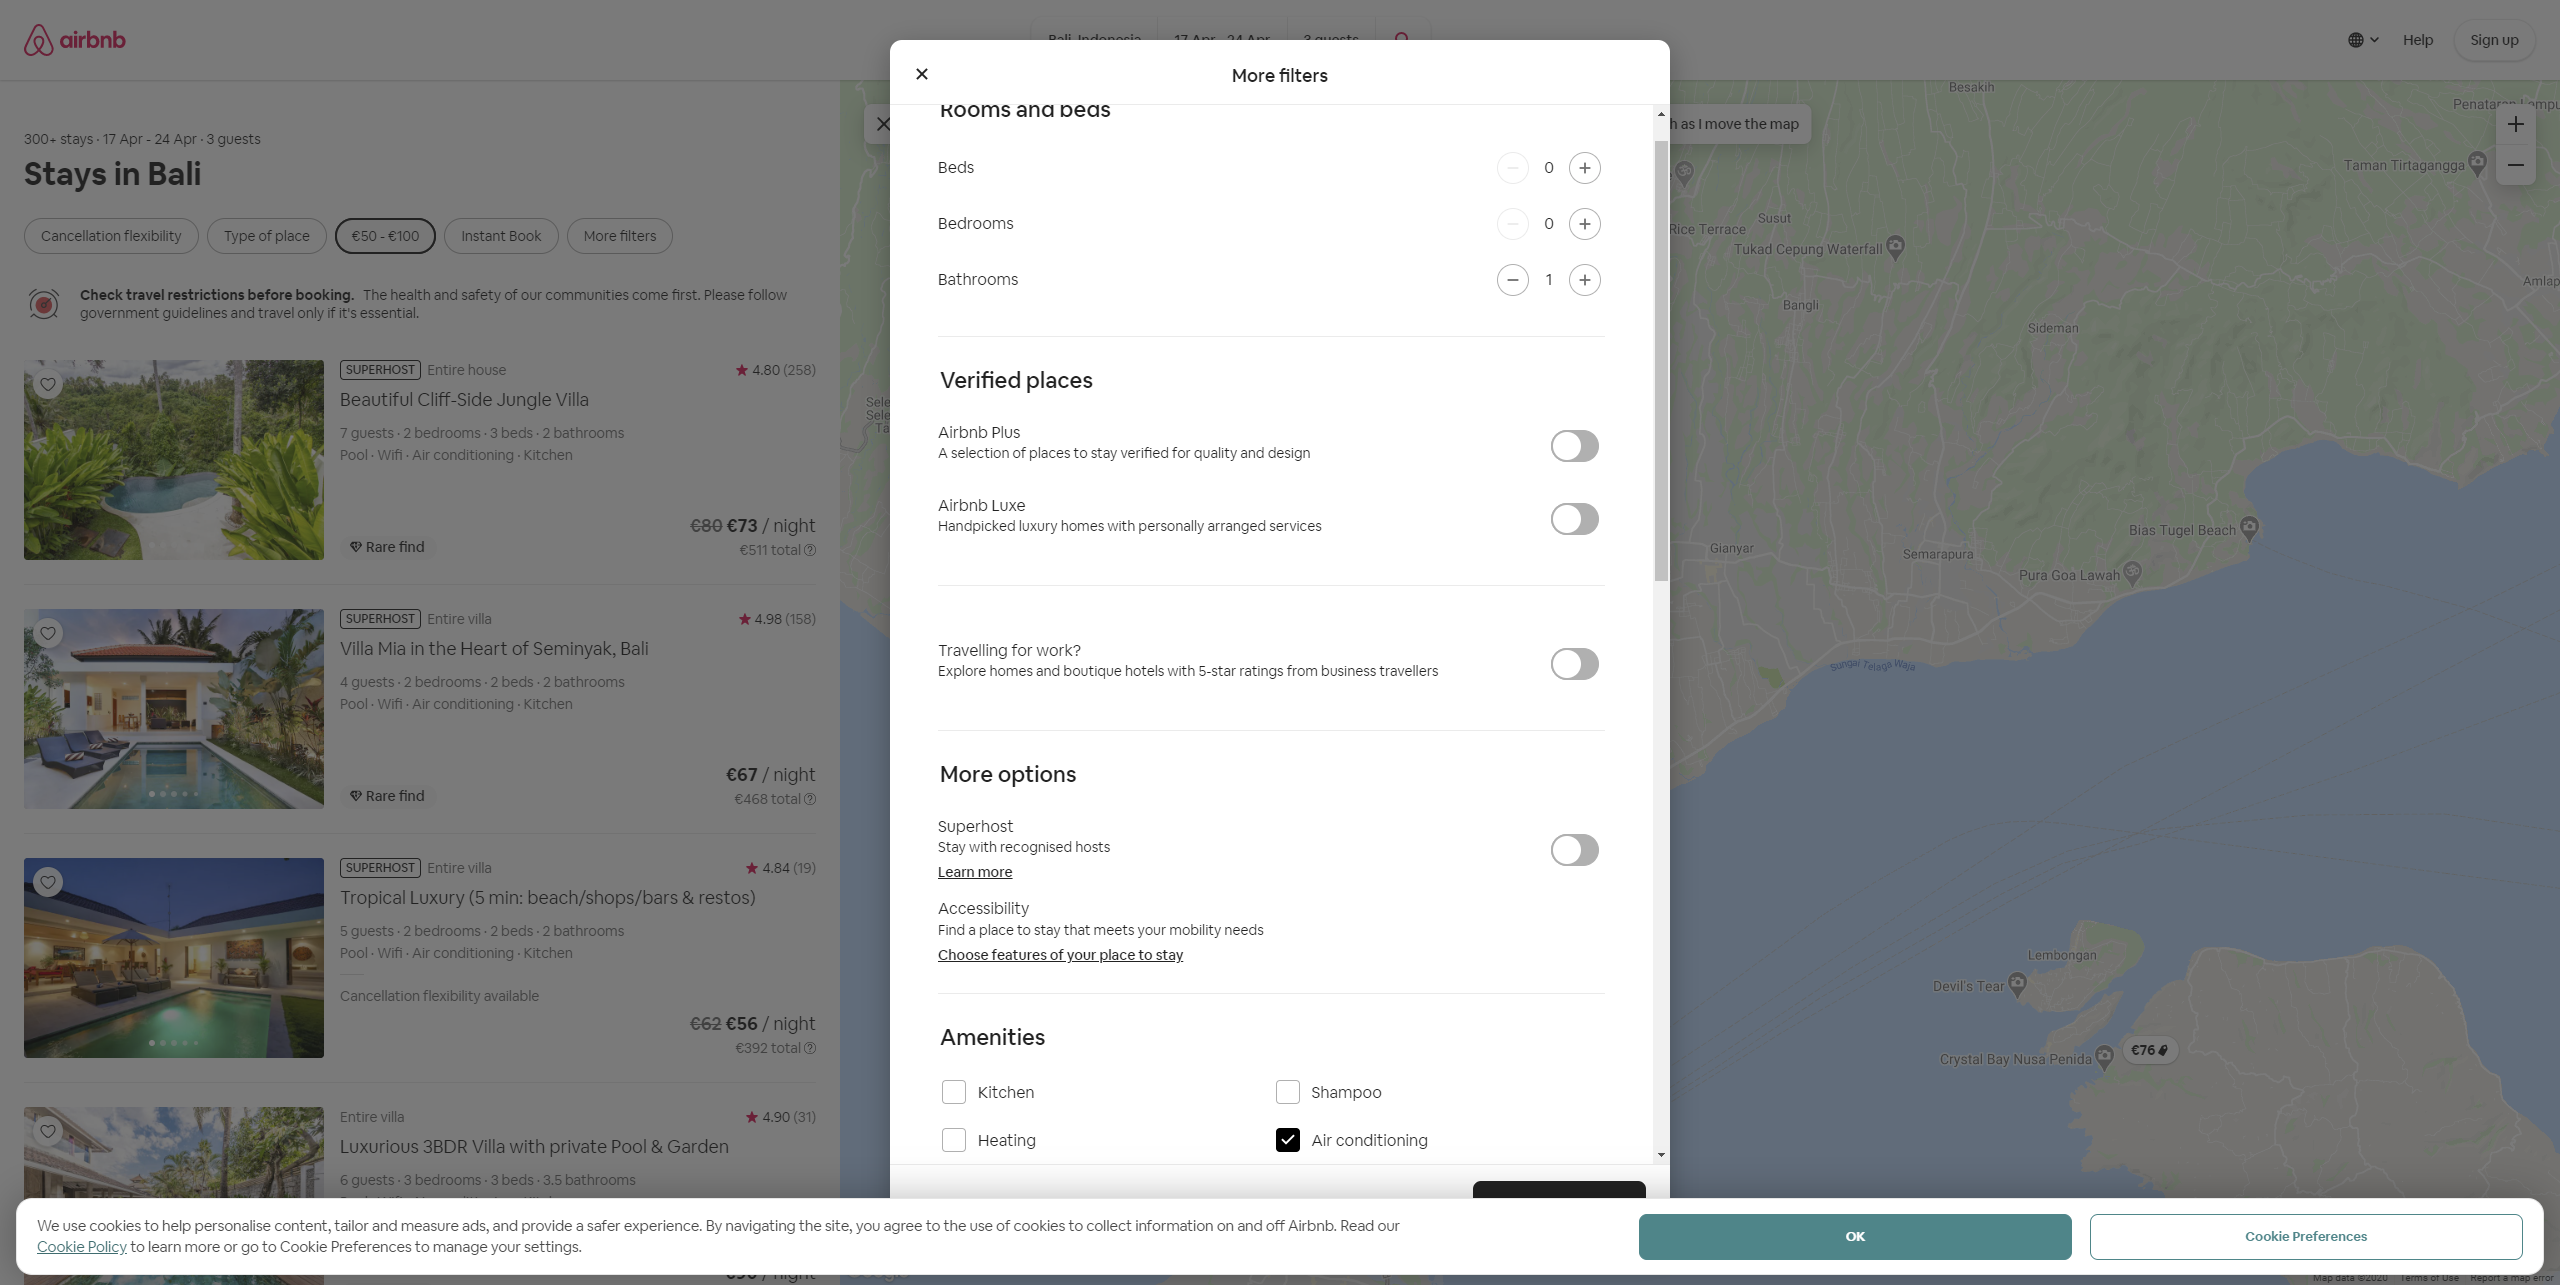 airbnb
Bali, Indonesia
17 Apr - 24 Apr
3 guests
Help
Sign up
300+ stays · 17 Apr - 24 Apr · 3 guests
Stays in Bali
Cancellation flexibility
Type of place
€50 - €100
Instant Book
More filters
Check travel restrictions before booking. The health and safety of our communities come first. Please follow
government guidelines and travel only if it's essential.
SUPERHOST Entire house
4.80 (258)
Beautiful Cliff-Side Jungle Villa
7 guests · 2 bedrooms · 3 beds · 2 bathrooms
Pool · Wifi · Air conditioning · Kitchen
Rare find
€80 €73 / night
€511 total
SUPERHOST Entire villa
4.98 (158)
Villa Mia in the Heart of Seminyak, Bali
4 guests · 2 bedrooms · 2 beds · 2 bathrooms
Pool · Wifi · Air conditioning · Kitchen
Rare find
€67 / night
€468 total
SUPERHOST Entire villa
4.84 (19)
Tropical Luxury (5 min: beach/shops/bars & restos)
5 guests · 2 bedrooms · 2 beds · 2 bathrooms
Pool · Wifi · Air conditioning · Kitchen
Cancellation flexibility available
€62 €56 / night
€392 total
Entire villa
4.90 (31)
Luxurious 3BDR Villa with private Pool & Garden
6 guests · 3 bedrooms · 3 beds · 3.5 bathrooms
More filters
Rooms and beds
Beds
0
Bedrooms
0
Bathrooms
1
Verified places
Airbnb Plus
A selection of places to stay verified for quality and design
Airbnb Luxe
Handpicked luxury homes with personally arranged services
Travelling for work?
Explore homes and boutique hotels with 5-star ratings from business travellers
More options
Superhost
Stay with recognised hosts
Learn more
Accessibility
Find a place to stay that meets your mobility needs
Choose features of your place to stay
Amenities
Kitchen
Shampoo
Heating
Air conditioning
h as I move the map
Besakih
Taman Tirtagangga
Rice Terrace
Susut
Tukad Cepung Waterfall
Bangli
Sideman
Amlap
Gianyar
Semarapura
Bias Tugel Beach
Pura Goa Lawah
Sungai Telaga Waja
Lembongan
Devil's Tear
Crystal Bay Nusa Penida
€76
We use cookies to help personalise content, tailor and measure ads, and provide a safer experience. By navigating the site, you agree to the use of cookies to collect information on and off Airbnb. Read our
Cookie Policy to learn more or go to Cookie Preferences to manage your settings.
OK
Cookie Preferences
Map data ©2020
Terms of Use
Report a map error